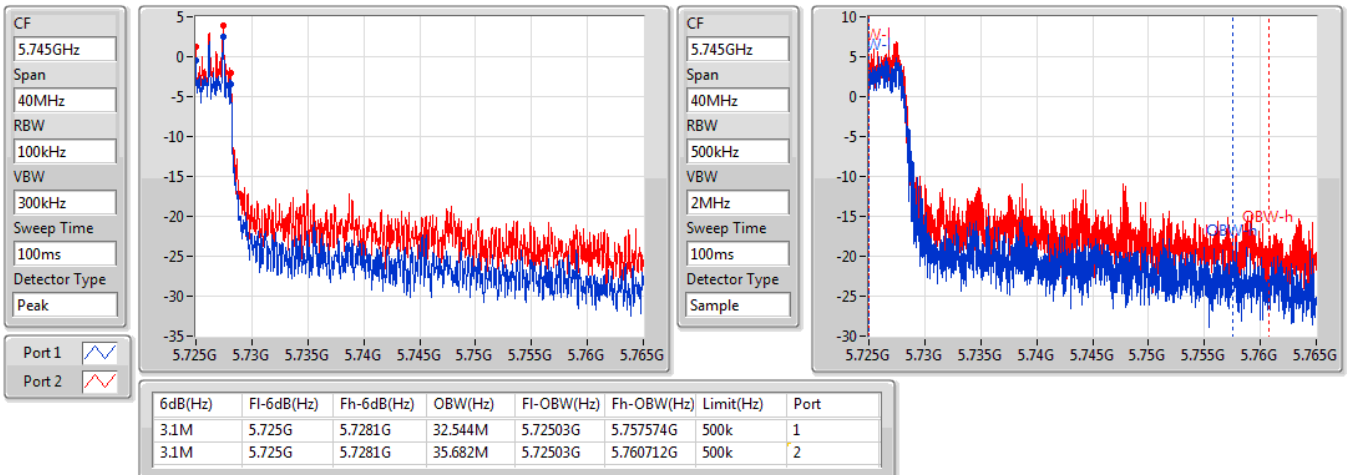 CF
5.745GHz
Span
40MHz
RBW
100kHz
VBW
300kHz
Sweep Time
100ms
Detector Type
Peak
Port 1
Port 2
5
0
-5
-10
-15
-20
-25
-30
-35
5.725G 5.73G 5.735G 5.74G 5.745G 5.75G 5.755G 5.76G 5.765G
CF
5.745GHz
Span
40MHz
RBW
500kHz
VBW
2MHz
Sweep Time
100ms
Detector Type
Sample
10
5
0
-5
-10
-15
-20
-25
-30
W-l
W-l
OBW-h
OBW-h
5.725G 5.73G 5.735G 5.74G 5.745G 5.75G 5.755G 5.76G 5.765G
6dB(Hz) Fl-6dB(Hz) Fh-6dB(Hz) OBW(Hz) Fl-OBW(Hz) Fh-OBW(Hz) Limit(Hz) Port
3.1M 5.725G 5.7281G 32.544M 5.72503G 5.757574G 500k 1
3.1M 5.725G 5.7281G 35.682M 5.72503G 5.760712G 500k 2